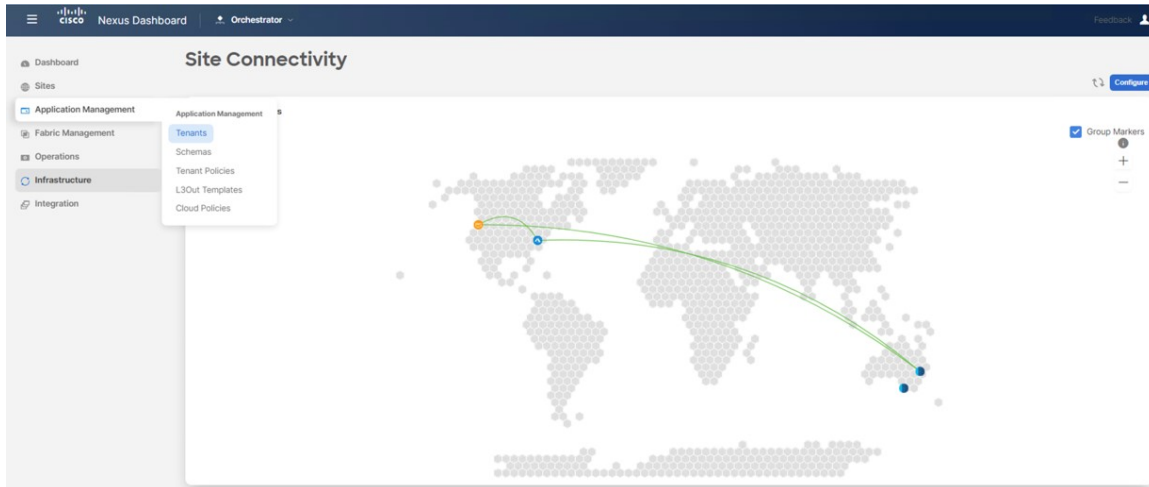 cisco Nexus Dashboard Orchestrator Feedback
Dashboard
Sites
Application Management
Fabric Management
Operations
Infrastructure
Integration
Application Management
Tenants
Schemas
Tenant Policies
L3Out Templates
Cloud Policies
Site Connectivity
Configure
s
Group Markers